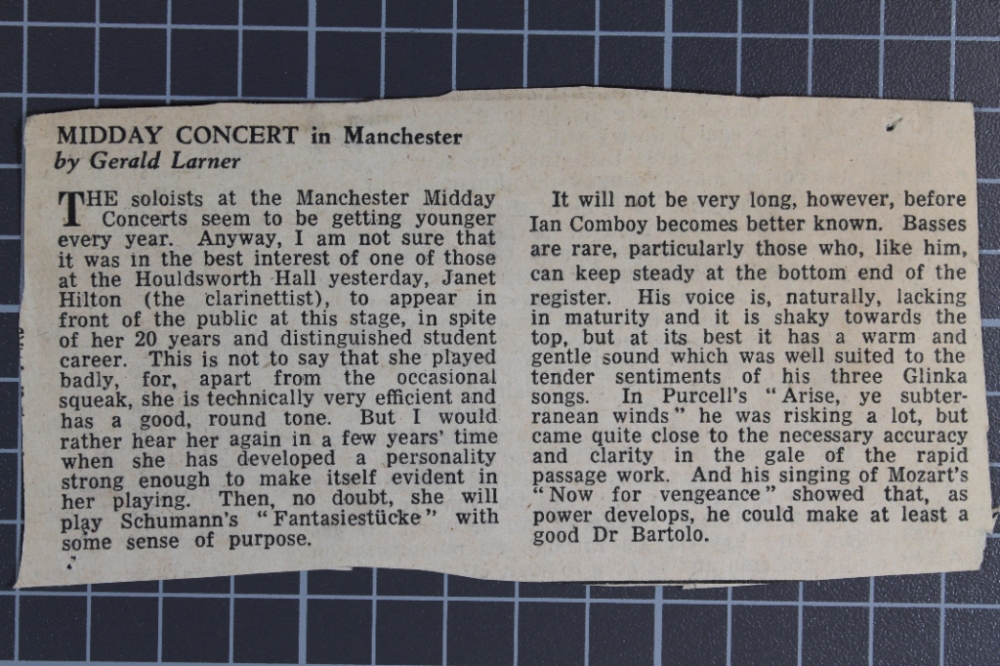 MIDDAY CONCERT in Manchester
by Gerald Larner
THE soloists at the Manchester Midday
Concerts seem to be getting younger
every year. Anyway, I am not sure that
it was in the best interest of one of those
at the Houldsworth Hall yesterday, Janet
Hilton (the clarinettist), to appear in
front of the public at this stage, in spite
of her 20 years and distinguished student
career. This is not to say that she played
badly, for, apart from the occasional
squeak, she is technically very efficient and
has a good, round tone. But I would
rather hear her again in a few years' time
when she has developed a personality
strong enough to make itself evident in
her playing. Then, no doubt, she will
play Schumann's "Fantasiestücke" with
some sense of purpose.
It will not be very long, however, before
Ian Comboy becomes better known. Basses
are rare, particularly those who, like him,
can keep steady at the bottom end of the
register. His voice is, naturally, lacking
in maturity and it is shaky towards the
top, but at its best it has a warm and
gentle sound which was well suited to the
tender sentiments of his three Glinka
songs. In Purcell's "Arise, ye subter-
ranean winds" he was risking a lot, but
came quite close to the necessary accuracy
and clarity in the gale of the rapid
passage work. And his singing of Mozart's
"Now for vengeance" showed that, as
power develops, he could make at least a
good Dr Bartolo.